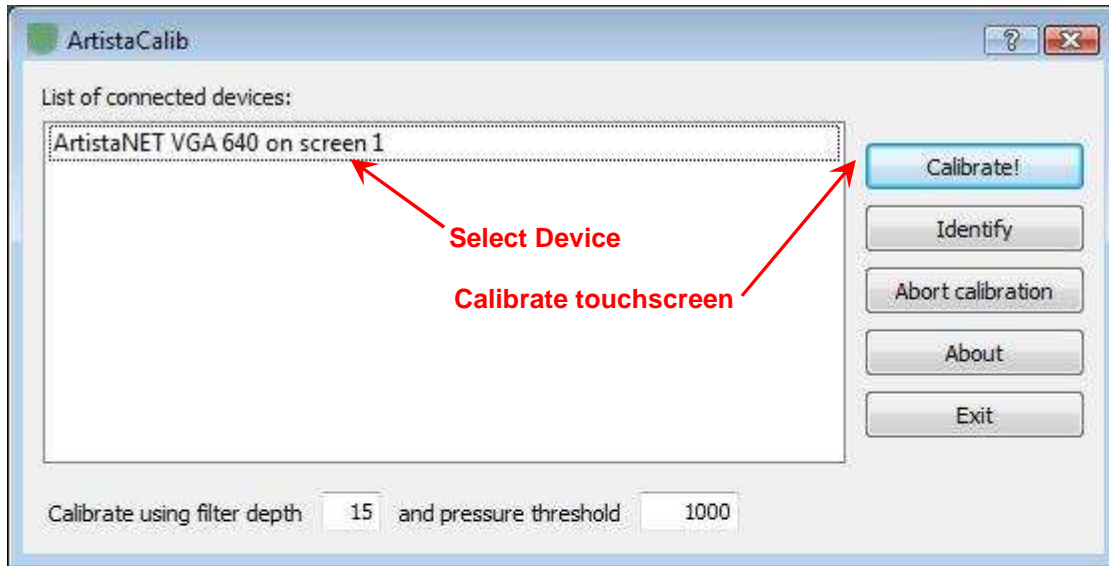 ArtistaCalib
List of connected devices:
ArtistaNET VGA 640 on screen 1
Select Device
Calibrate touchscreen
Calibrate!
Identify
Abort calibration
About
Exit
Calibrate using filter depth 15 and pressure threshold 1000